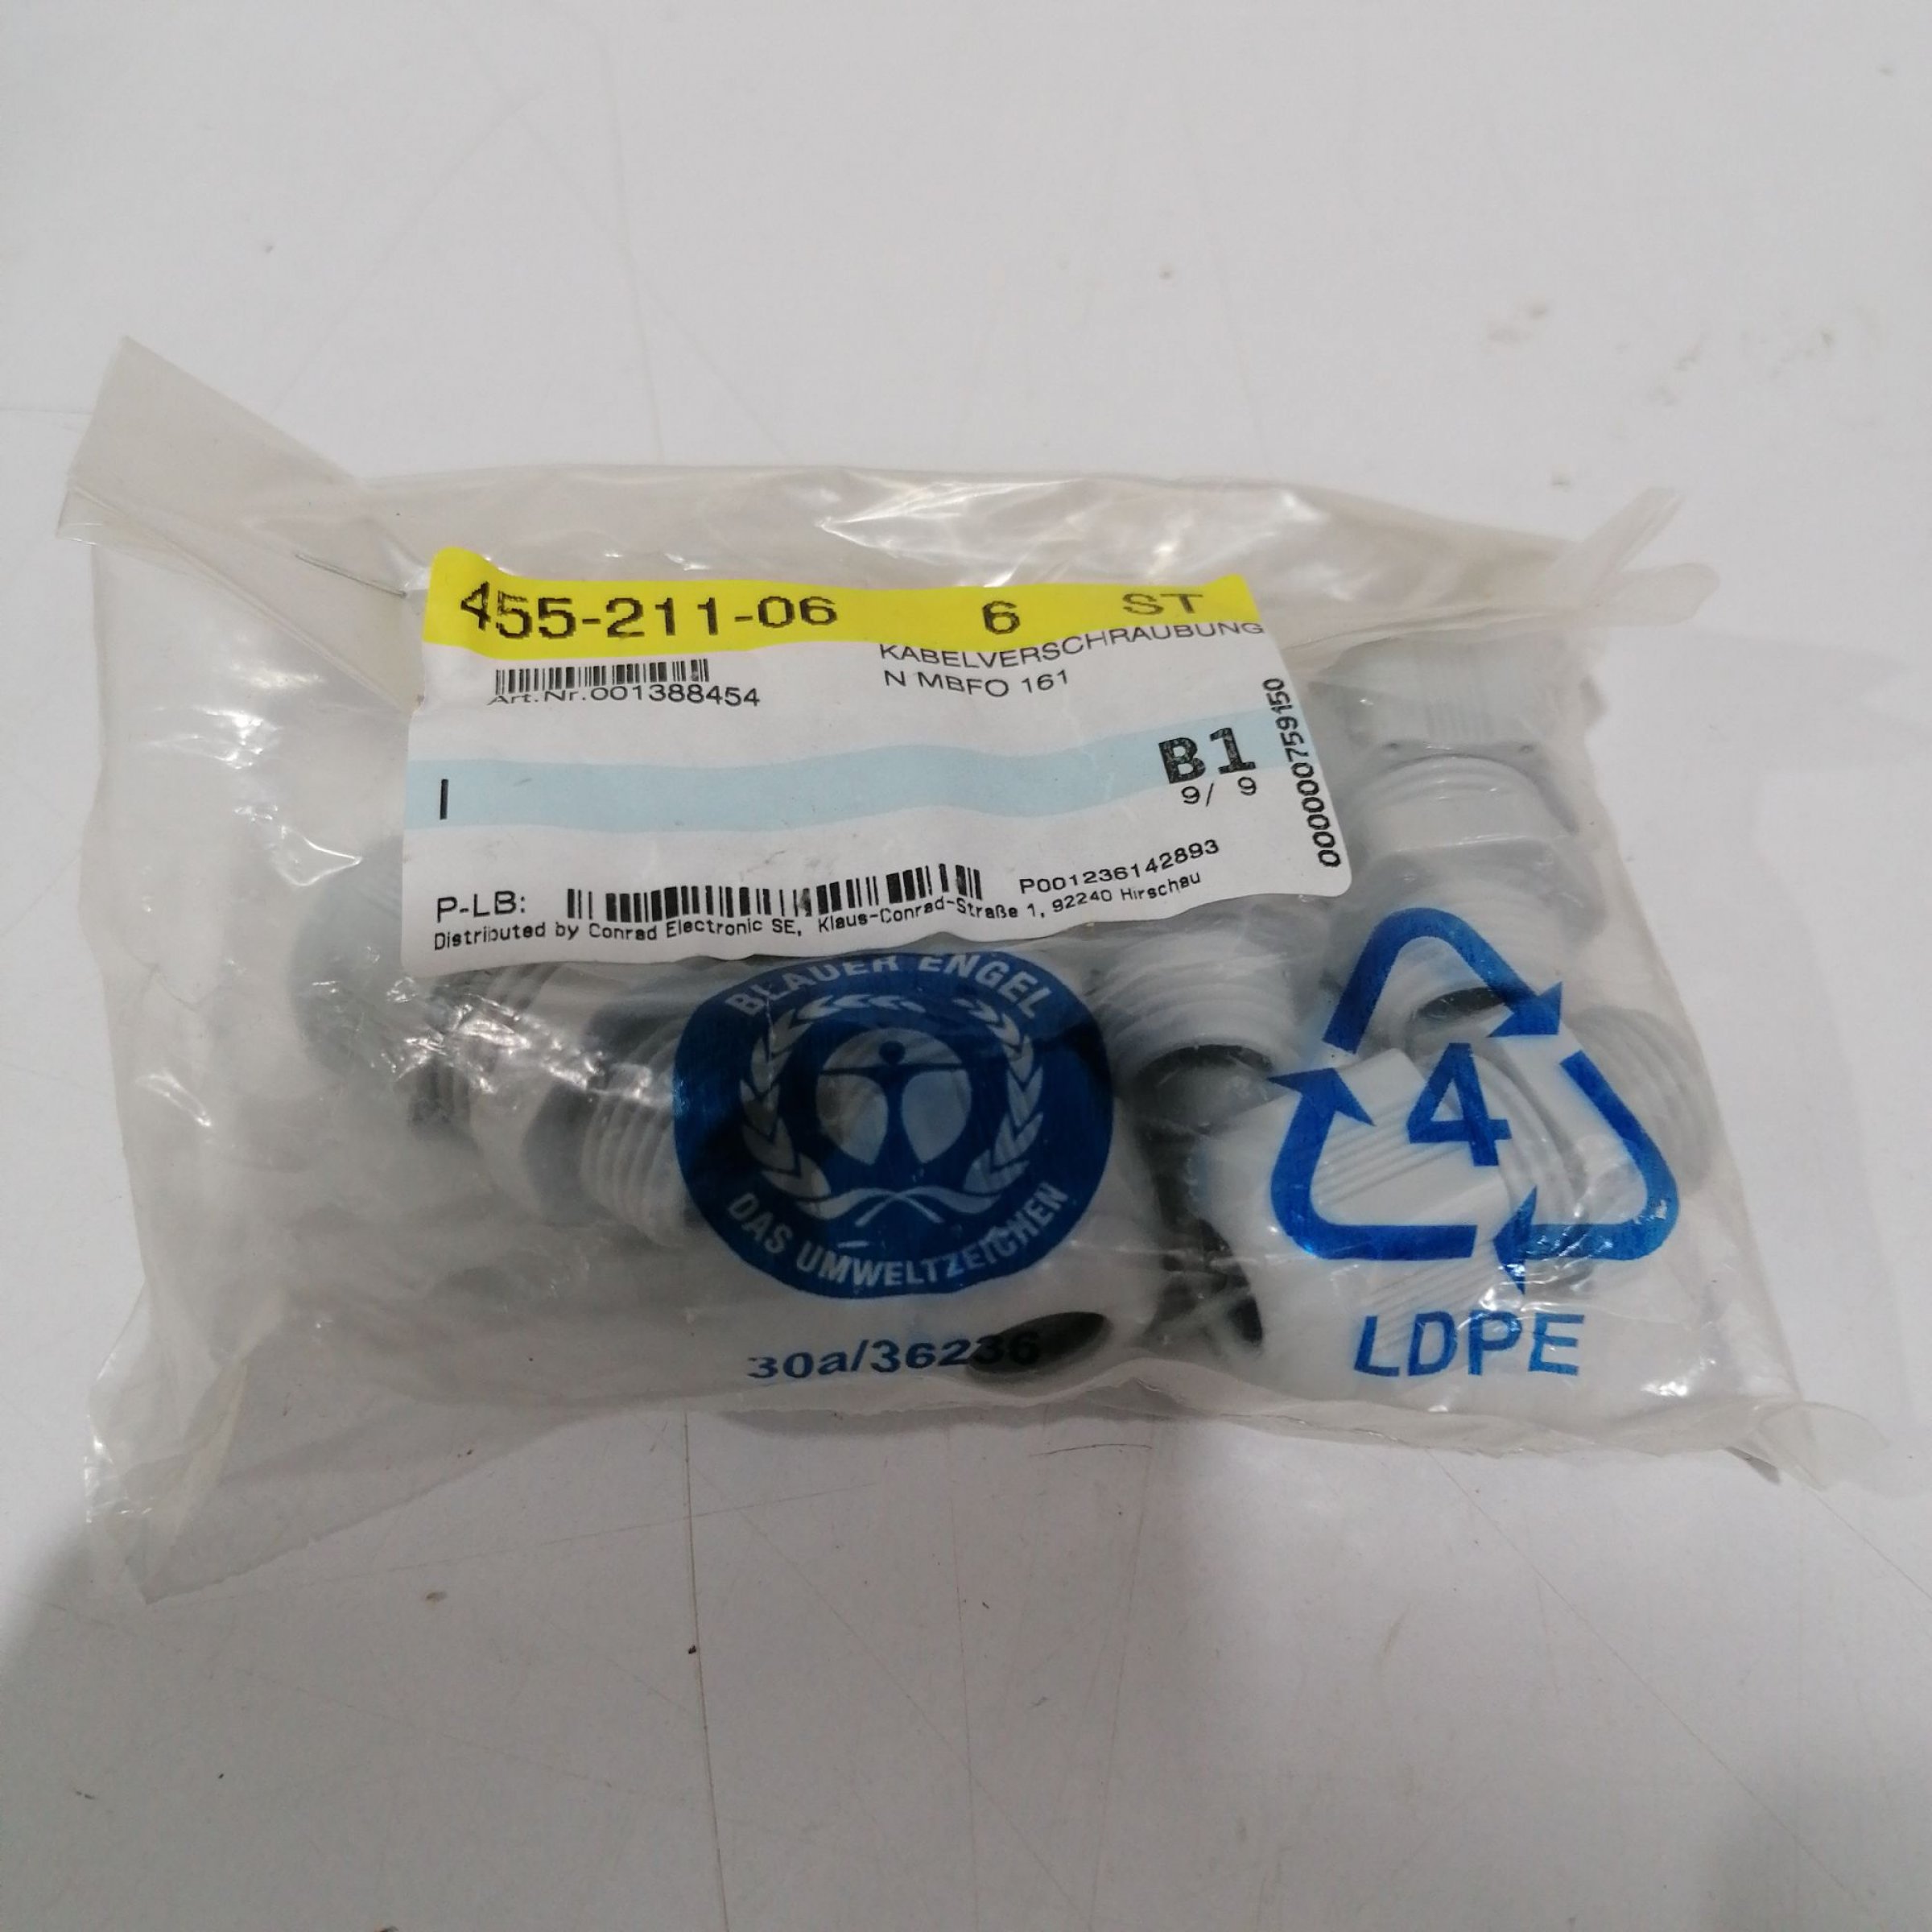 455-211-06 6 ST
KABELVERSCHRAUBUNG
N MBFO 161
Art.Nr.001388454
I
B1
9/ 9
0000007759150
P-LB: P001236142893
Distributed by Conrad Electronic SE, Klaus-Conrad-Straße 1, 92240 Hirschau
BLAUER ENGEL
DAS UMWELTZEICHEN
30a/36236
4
LDPE